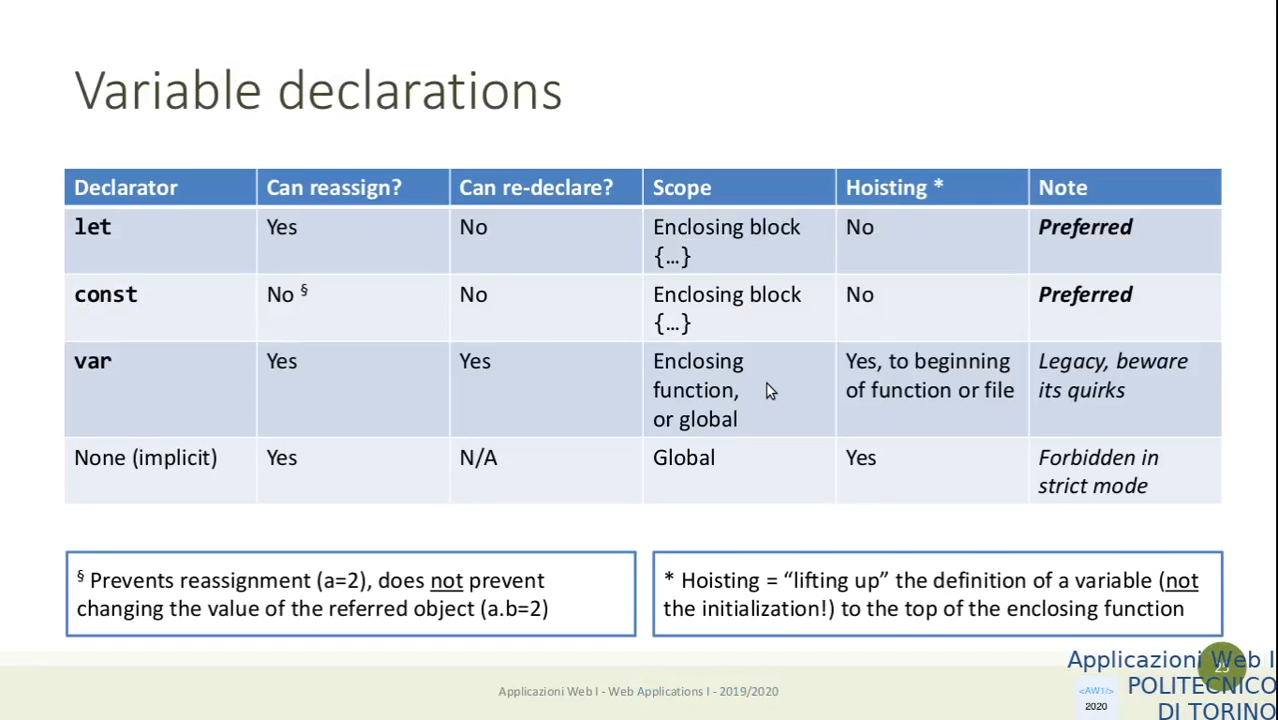 Variable declarations
Declarator Can reassign? Can re-declare? Scope Hoisting * Note
let Yes No Enclosing block {…} No Preferred
const No § No Enclosing block {…} No Preferred
var Yes Yes Enclosing function, or global Yes, to beginning of function or file Legacy, beware its quirks
None (implicit) Yes N/A Global Yes Forbidden in strict mode
§ Prevents reassignment (a=2), does not prevent
changing the value of the referred object (a.b=2)
* Hoisting = “lifting up” the definition of a variable (not
the initialization!) to the top of the enclosing function
Applicazioni Web I - Web Applications I - 2019/2020
<AW1/>
2020
Applicazioni Web I
POLITECNICO
DI TORINO